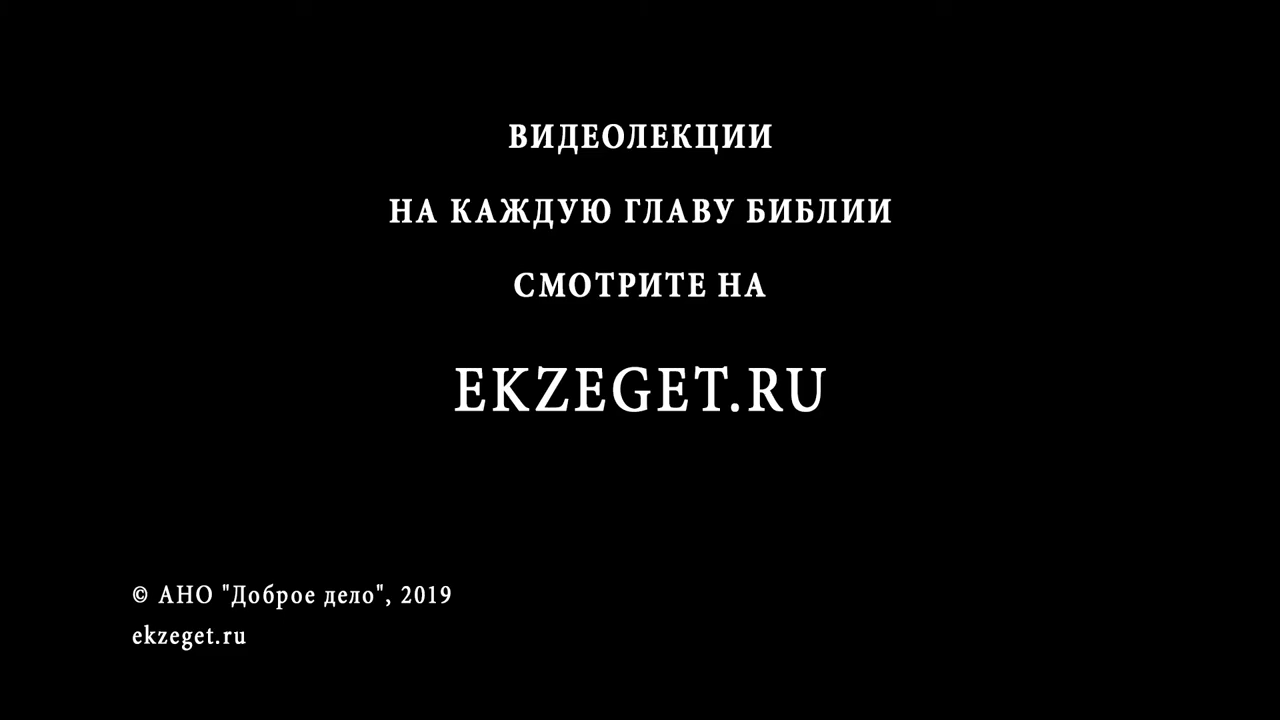 ВИДЕОЛЕКЦИИ
НА КАЖДУЮ ГЛАВУ БИБЛИИ
СМОТРИТЕ НА
EKZEGET.RU
© АНО "Доброе дело", 2019
ekzeget.ru